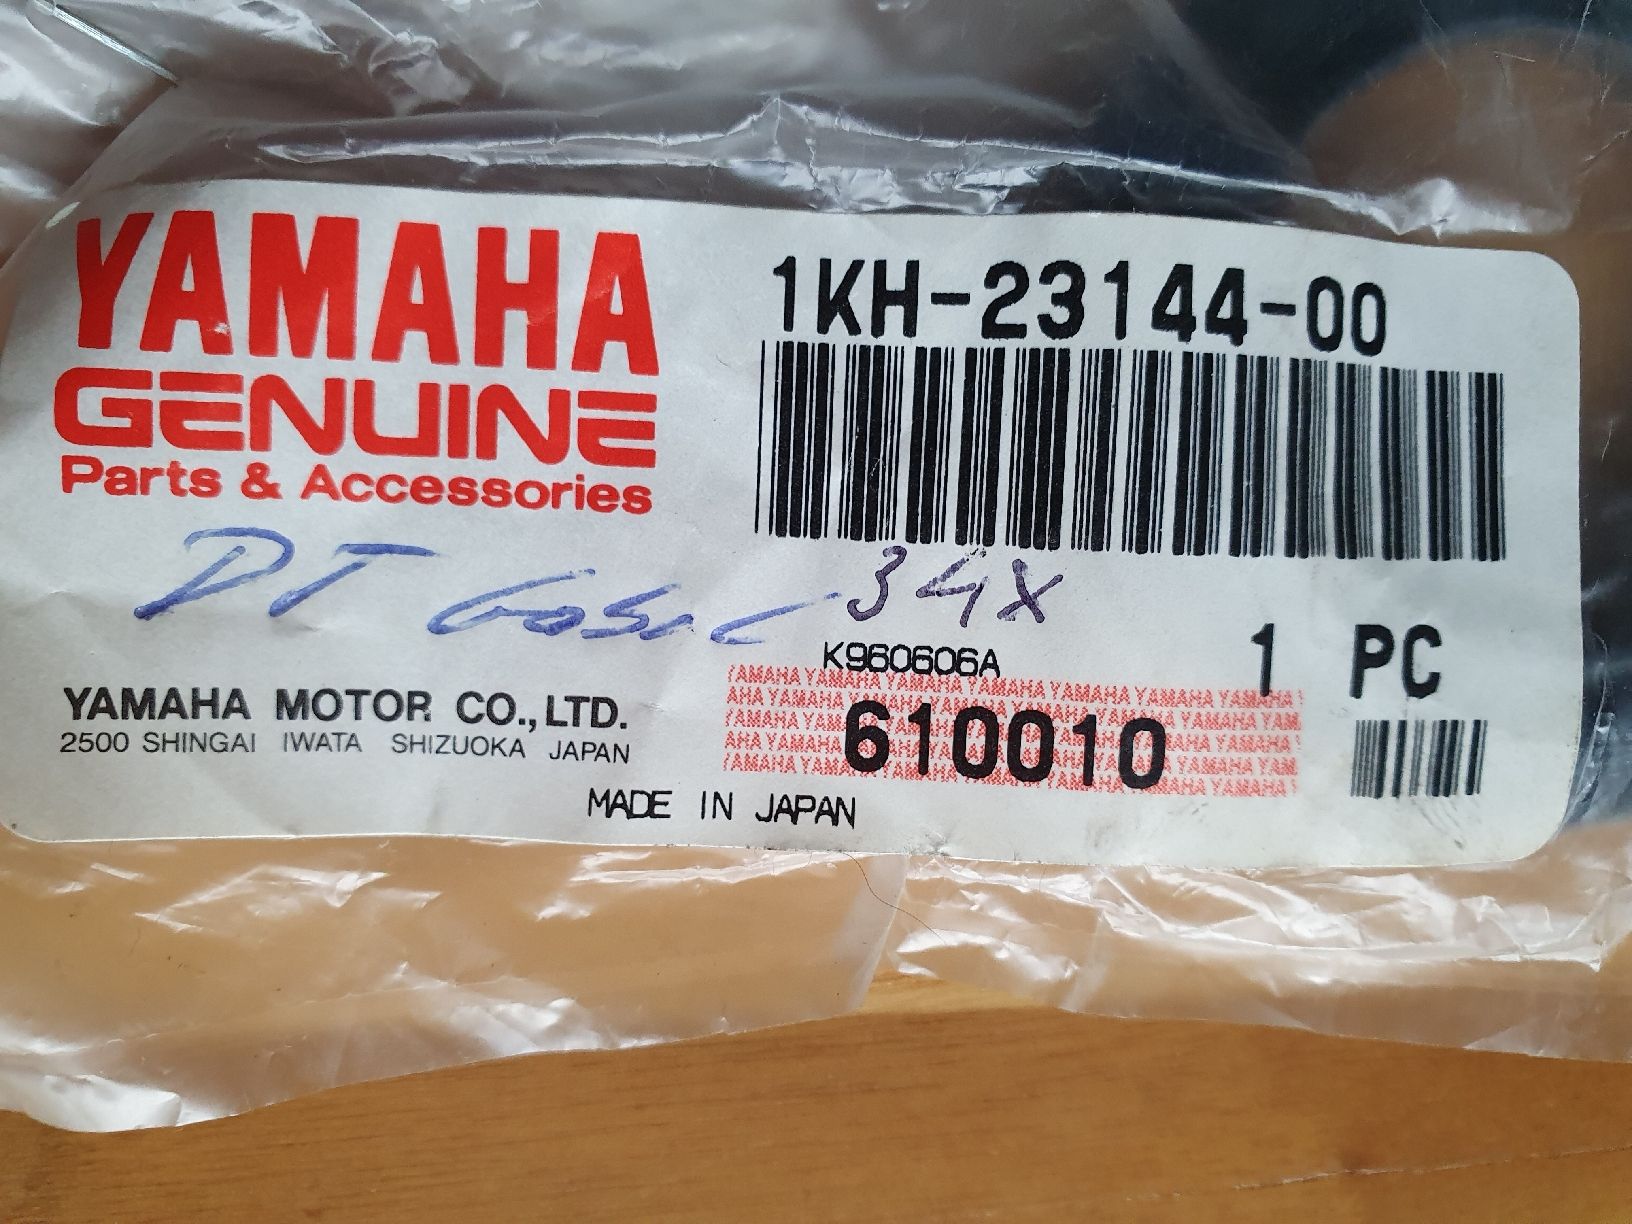 YAMAHA
GENUINE
Parts & Accessories
1KH-23144-00
DT
34X
K960606A
1 PC
610010
YAMAHA MOTOR CO., LTD.
2500 SHINGAI IWATA SHIZUOKA JAPAN
MADE IN JAPAN